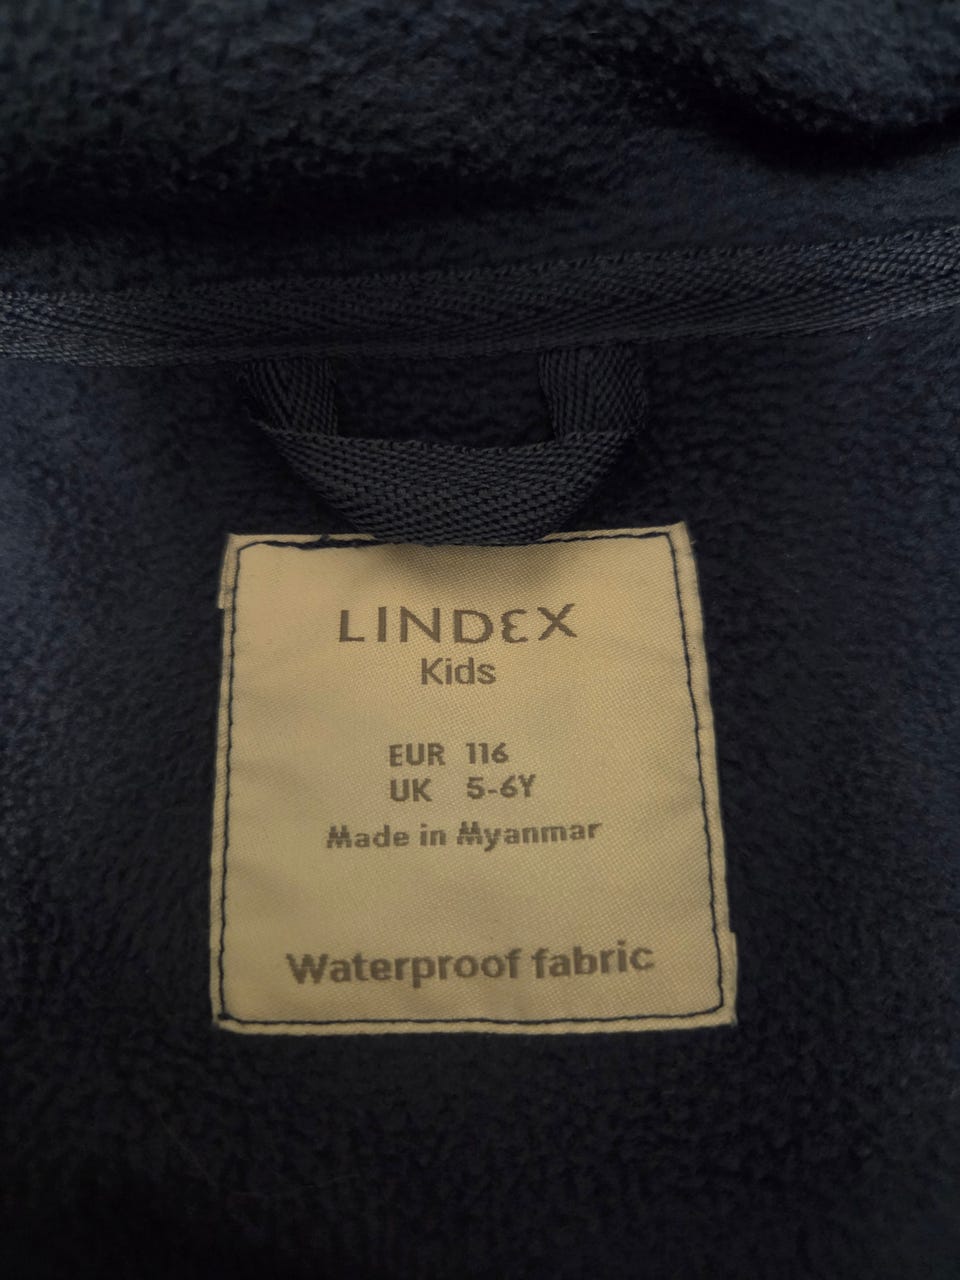 LINDEX
Kids
EUR 116
UK 5-6Y
Made in Myanmar
Waterproof fabric